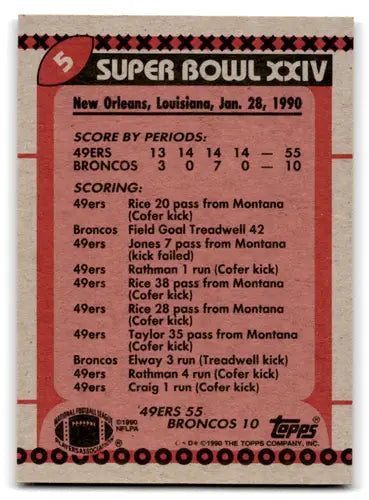 5
SUPER BOWL XXIV
New Orleans, Louisiana, Jan. 28, 1990
SCORE BY PERIODS:
49ERS 13 14 14 14 — 55
BRONCOS 3 0 7 0 — 10
SCORING:
49ers Rice 20 pass from Montana
(Cofer kick)
Broncos Field Goal Treadwell 42
49ers Jones 7 pass from Montana
(kick failed)
49ers Rathman 1 run (Cofer kick)
49ers Rice 38 pass from Montana
(Cofer kick)
49ers Rice 28 pass from Montana
(Cofer kick)
49ers Taylor 35 pass from Montana
(Cofer kick)
Broncos Elway 3 run (Treadwell kick)
49ers Rathman 4 run (Cofer kick)
49ers Craig 1 run (Cofer kick)
'49ERS 55
BRONCOS 10
NATIONAL FOOTBALL LEAGUE
PLAYERS ASSOCIATION
©1990
NFLPA
topps
D* ©1990 THE TOPPS COMPANY, INC.